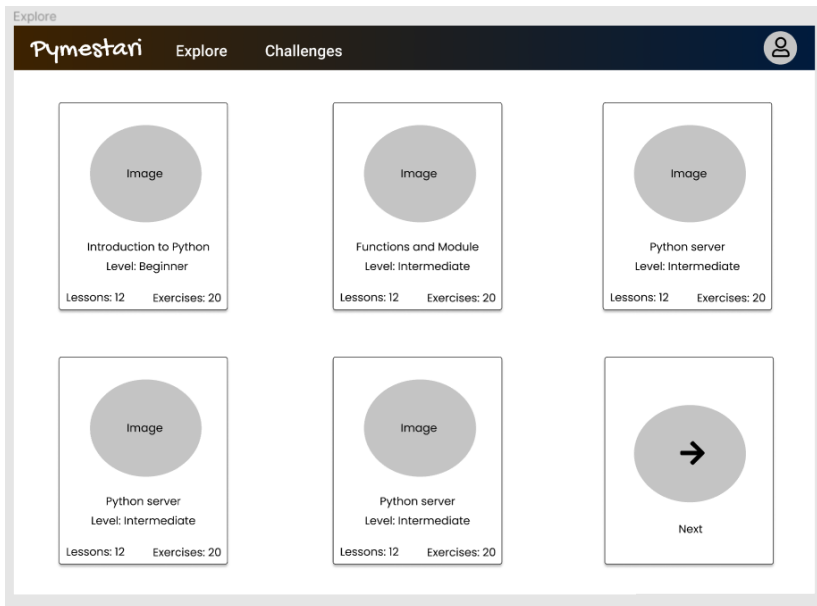 Explore
Pymestari Explore Challenges
Image
Introduction to Python
Level: Beginner
Lessons: 12 Exercises: 20
Image
Functions and Module
Level: Intermediate
Lessons: 12 Exercises: 20
Image
Python server
Level: Intermediate
Lessons: 12 Exercises: 20
Image
Python server
Level: Intermediate
Lessons: 12 Exercises: 20
Image
Python server
Level: Intermediate
Lessons: 12 Exercises: 20
Next